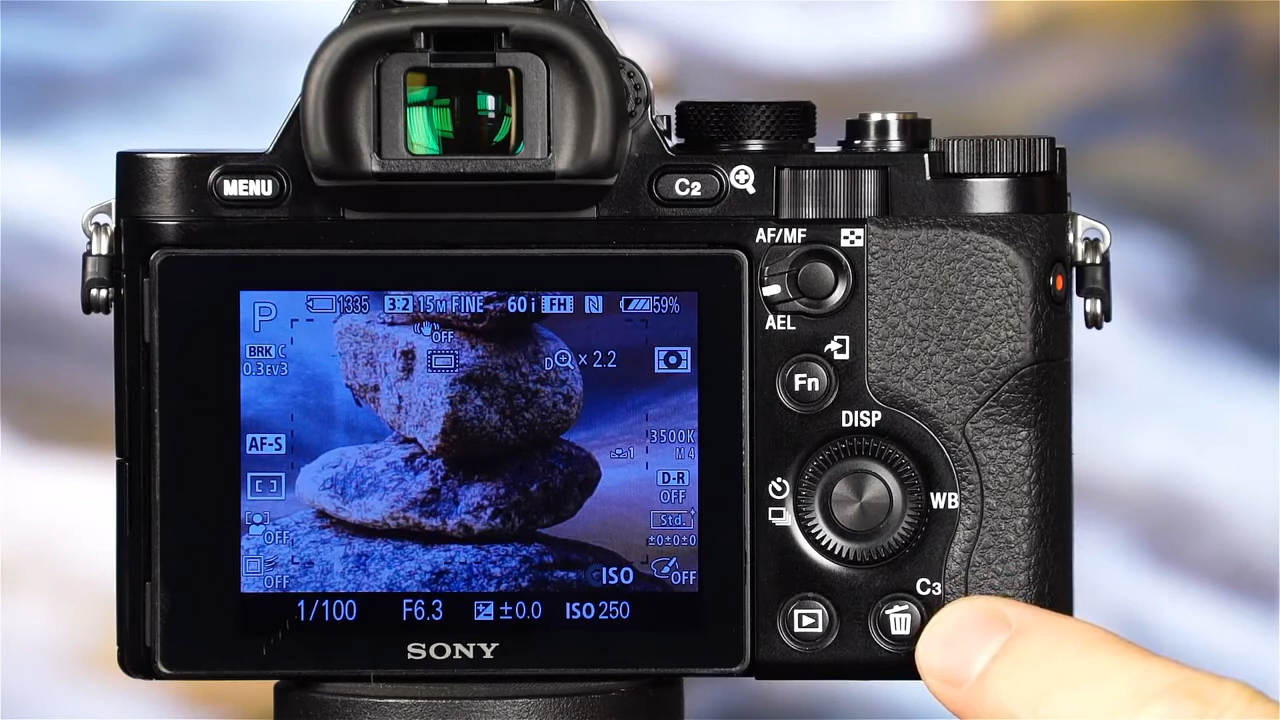 MENU
C2
AF/MF
AEL
Fn
DISP
WB
C3
P
1335 3:2 15M FINE 60i FH N 59%
OFF
BRK C
0.3EV3
D × 2.2
AF-S
3500K
M4
1
D-R
OFF
OFF
Std.
±0±0±0
OFF
ISO
OFF
1/100 F6.3 ±0.0 ISO 250
SONY